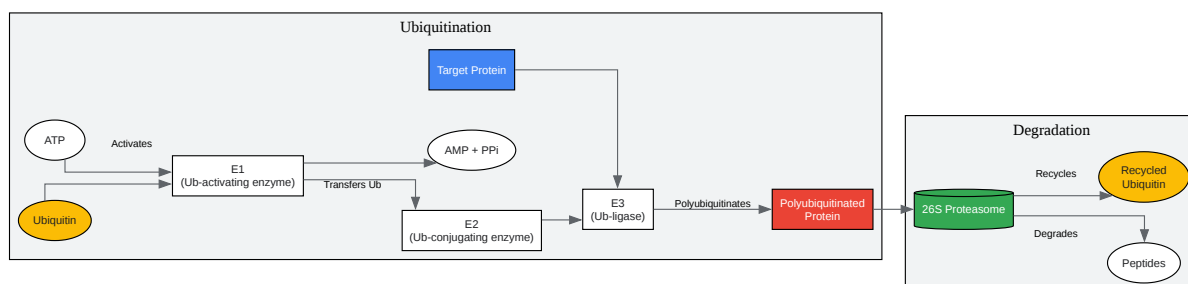 Ubiquitination
Target Protein
ATP
Activates
Ubiquitin
E1
(Ub-activating enzyme)
AMP + PPi
Transfers Ub
E2
(Ub-conjugating enzyme)
E3
(Ub-ligase)
Polyubiquitinates
Polyubiquitinated
Protein
Degradation
26S Proteasome
Recycles
Recycled
Ubiquitin
Degrades
Peptides